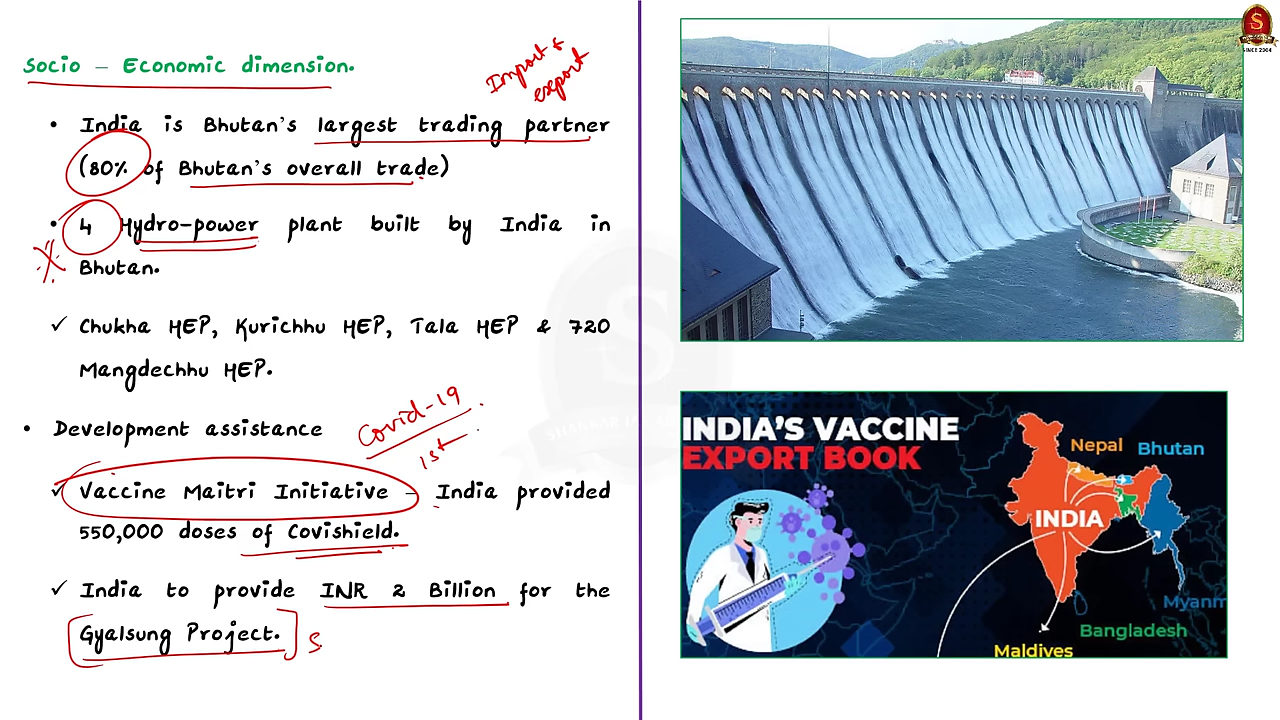 Socio – Economic dimension.
Import &
export
• India is Bhutan's largest trading partner
(80% of Bhutan's overall trade)
• 4 Hydro-power plant built by India in
Bhutan.
✓ Chukha HEP, Kurichhu HEP, Tala HEP & 720
Mangdechhu HEP.
• Development assistance
Covid-19
1st
✓ Vaccine Maitri Initiative – India provided
550,000 doses of Covishield.
✓ India to provide INR 2 Billion for the
Gyalsung Project.
S
S
SINCE 2004
INDIA'S VACCINE
EXPORT BOOK
Nepal
Bhutan
INDIA
Myanm
Bangladesh
Maldives